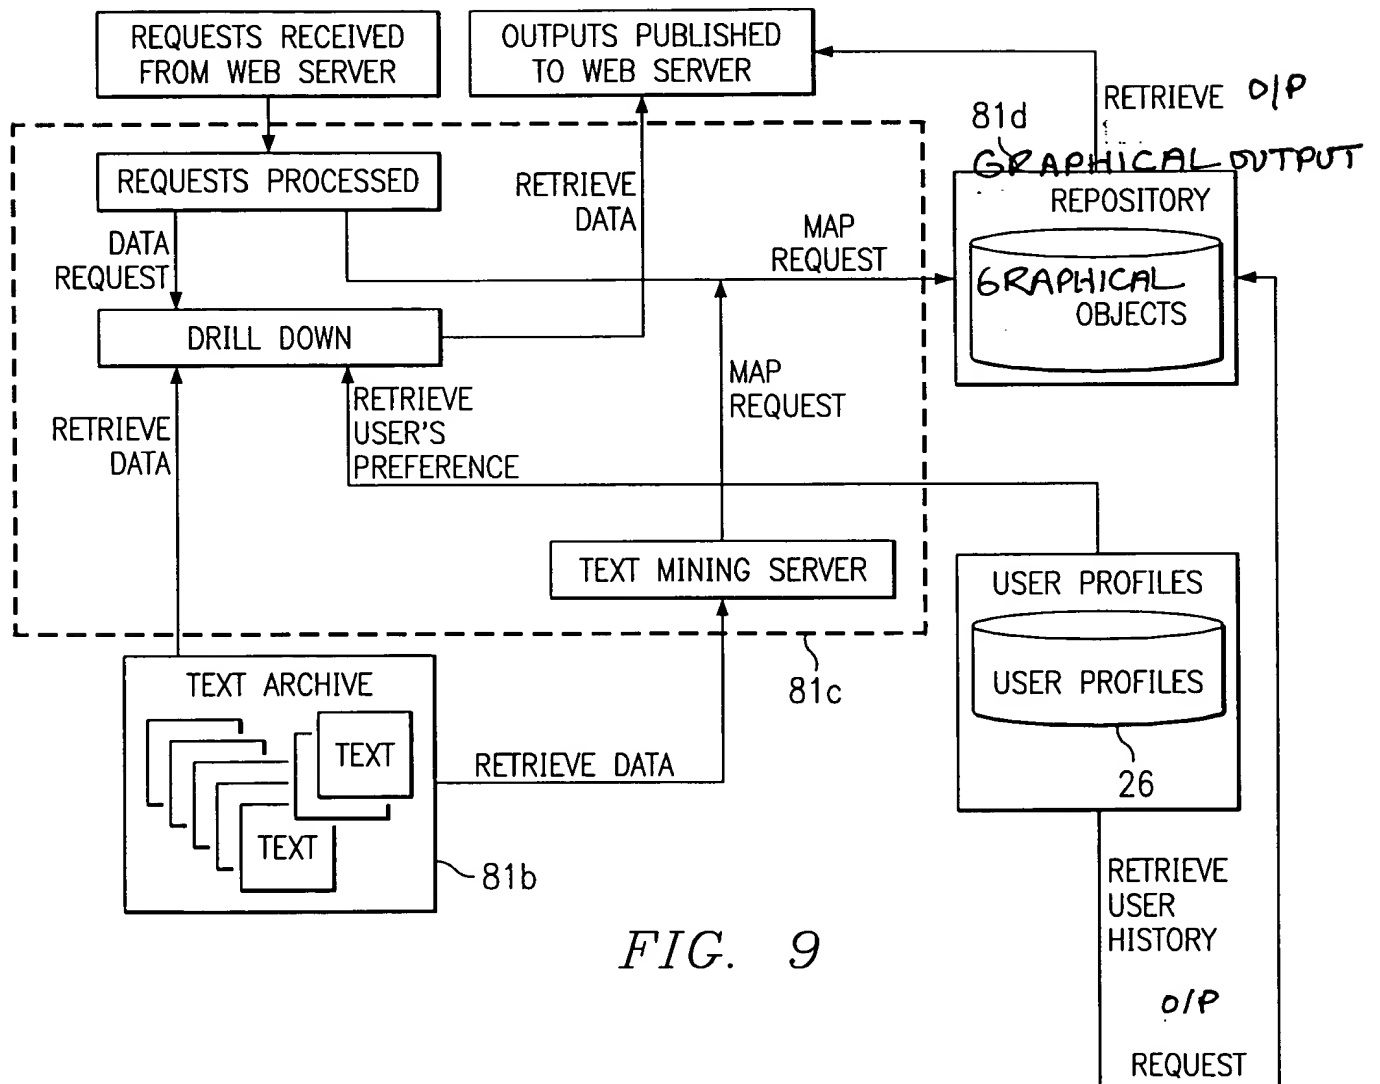 REQUESTS RECEIVED
FROM WEB SERVER
OUTPUTS PUBLISHED
TO WEB SERVER
RETRIEVE O/P
81d
GRAPHICAL OUTPUT
REPOSITORY
GRAPHICAL
OBJECTS
REQUESTS PROCESSED
RETRIEVE
DATA
DATA
REQUEST
MAP
REQUEST
DRILL DOWN
MAP
REQUEST
RETRIEVE
USER'S
PREFERENCE
RETRIEVE
DATA
TEXT MINING SERVER
USER PROFILES
USER PROFILES
26
81c
TEXT ARCHIVE
TEXT
TEXT
81b
RETRIEVE DATA
RETRIEVE
USER
HISTORY
O/P
REQUEST
FIG. 9